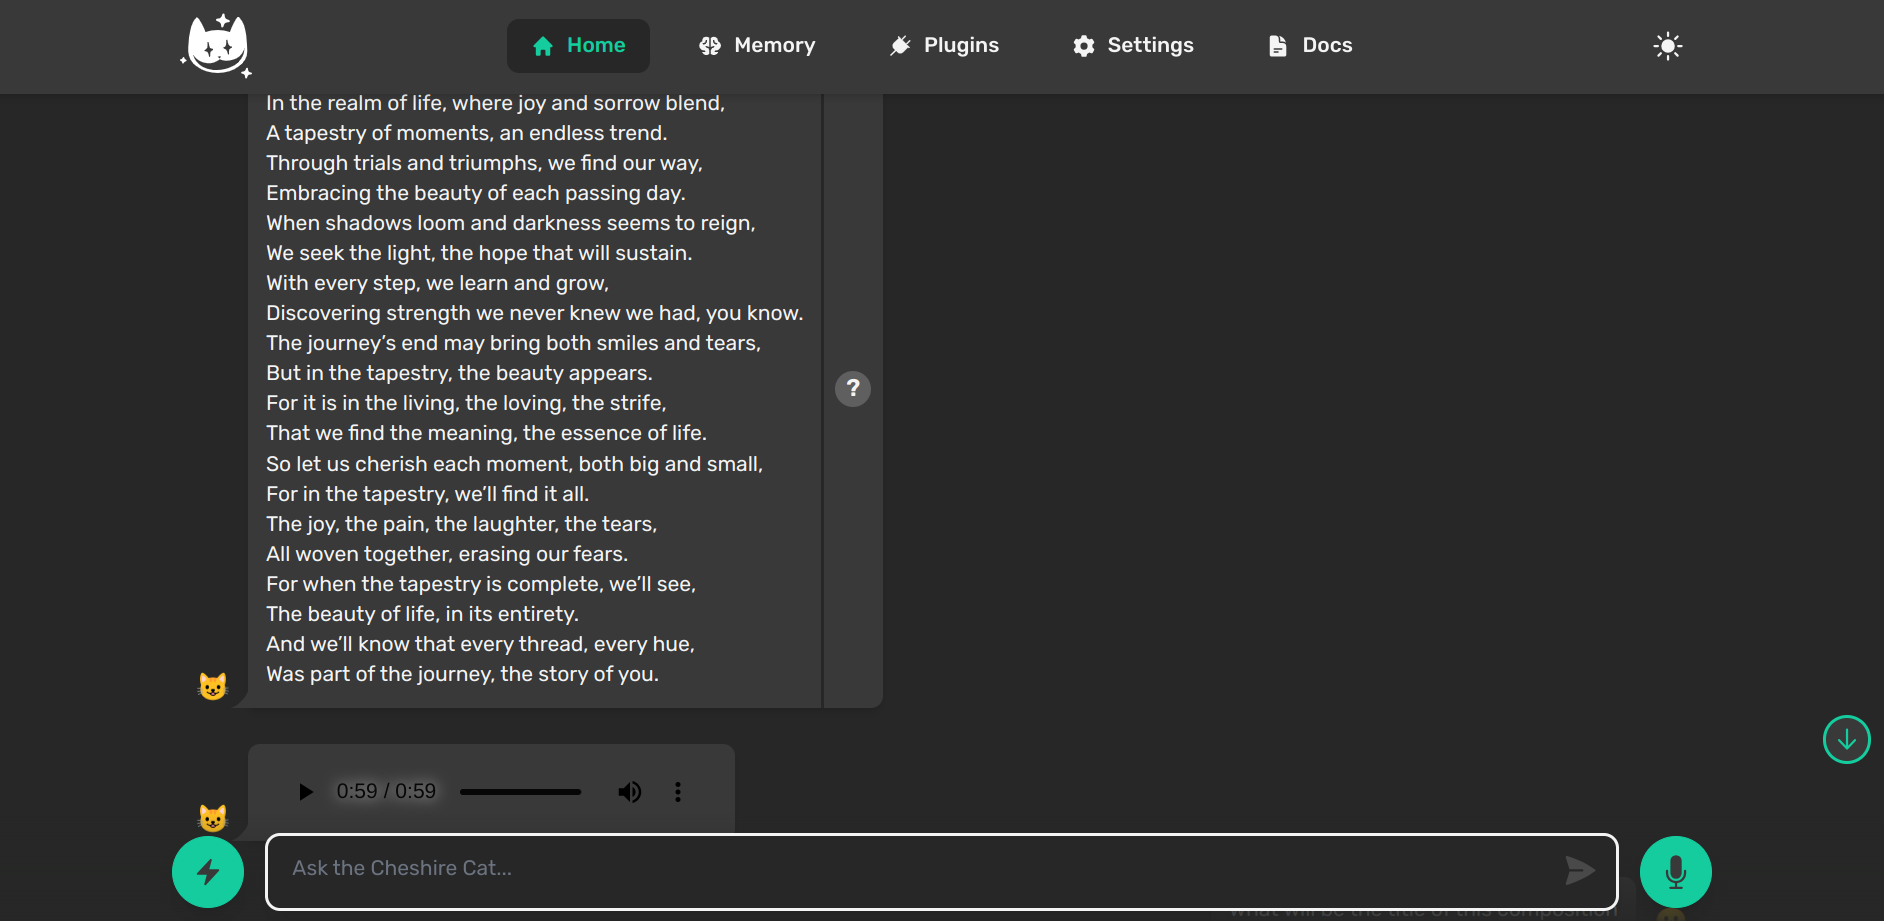 Home
Memory
Plugins
Settings
Docs
In the realm of life, where joy and sorrow blend,
A tapestry of moments, an endless trend.
Through trials and triumphs, we find our way,
Embracing the beauty of each passing day.
When shadows loom and darkness seems to reign,
We seek the light, the hope that will sustain.
With every step, we learn and grow,
Discovering strength we never knew we had, you know.
The journey’s end may bring both smiles and tears,
But in the tapestry, the beauty appears.
?
For it is in the living, the loving, the strife,
That we find the meaning, the essence of life.
So let us cherish each moment, both big and small,
For in the tapestry, we’ll find it all.
The joy, the pain, the laughter, the tears,
All woven together, erasing our fears.
For when the tapestry is complete, we’ll see,
The beauty of life, in its entirety.
And we’ll know that every thread, every hue,
Was part of the journey, the story of you.
0:59 / 0:59
Ask the Cheshire Cat...
what will be the title of this composition